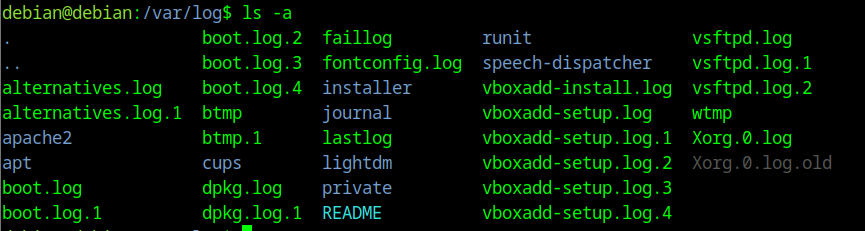 debian@debian:/var/log$ ls -a
. boot.log.2 faillog runit vsftpd.log
.. boot.log.3 fontconfig.log speech-dispatcher vsftpd.log.1
alternatives.log boot.log.4 installer vboxadd-install.log vsftpd.log.2
alternatives.log.1 btmp journal vboxadd-setup.log wtmp
apache2 btmp.1 lastlog vboxadd-setup.log.1 Xorg.0.log
apt cups lightdm vboxadd-setup.log.2 Xorg.0.log.old
boot.log dpkg.log private vboxadd-setup.log.3
boot.log.1 dpkg.log.1 README vboxadd-setup.log.4